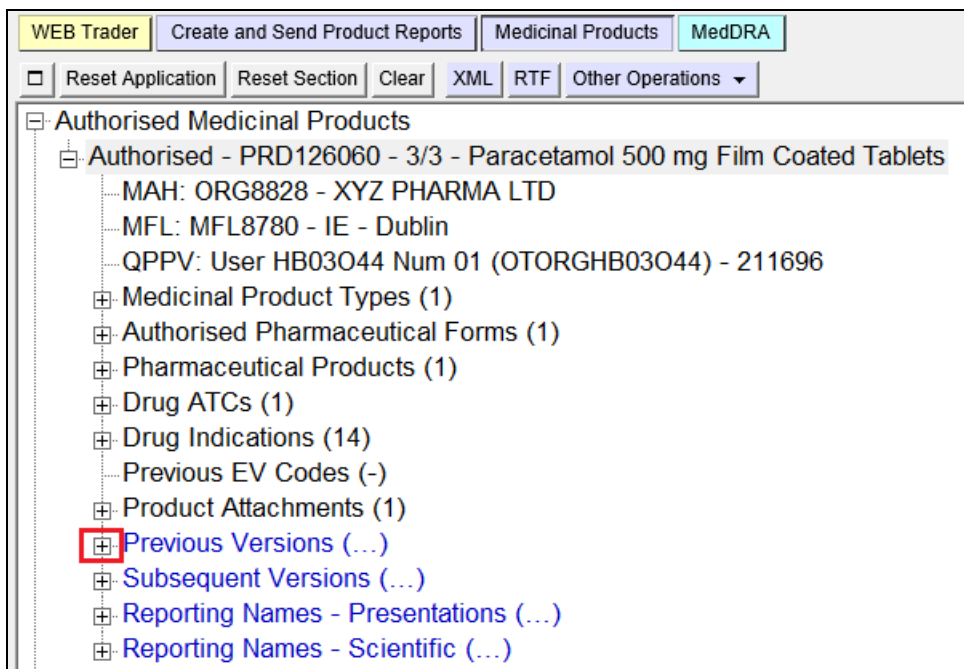 WEB Trader Create and Send Product Reports Medicinal Products MedDRA
Reset Application Reset Section Clear XML RTF Other Operations
Authorised Medicinal Products
Authorised - PRD126060 - 3/3 - Paracetamol 500 mg Film Coated Tablets
MAH: ORG8828 - XYZ PHARMA LTD
MFL: MFL8780 - IE - Dublin
QPPV: User HB03O44 Num 01 (OTORGHB03O44) - 211696
Medicinal Product Types (1)
Authorised Pharmaceutical Forms (1)
Pharmaceutical Products (1)
Drug ATCs (1)
Drug Indications (14)
Previous EV Codes (-)
Product Attachments (1)
Previous Versions (...)
Subsequent Versions (...)
Reporting Names - Presentations (...)
Reporting Names - Scientific (...)